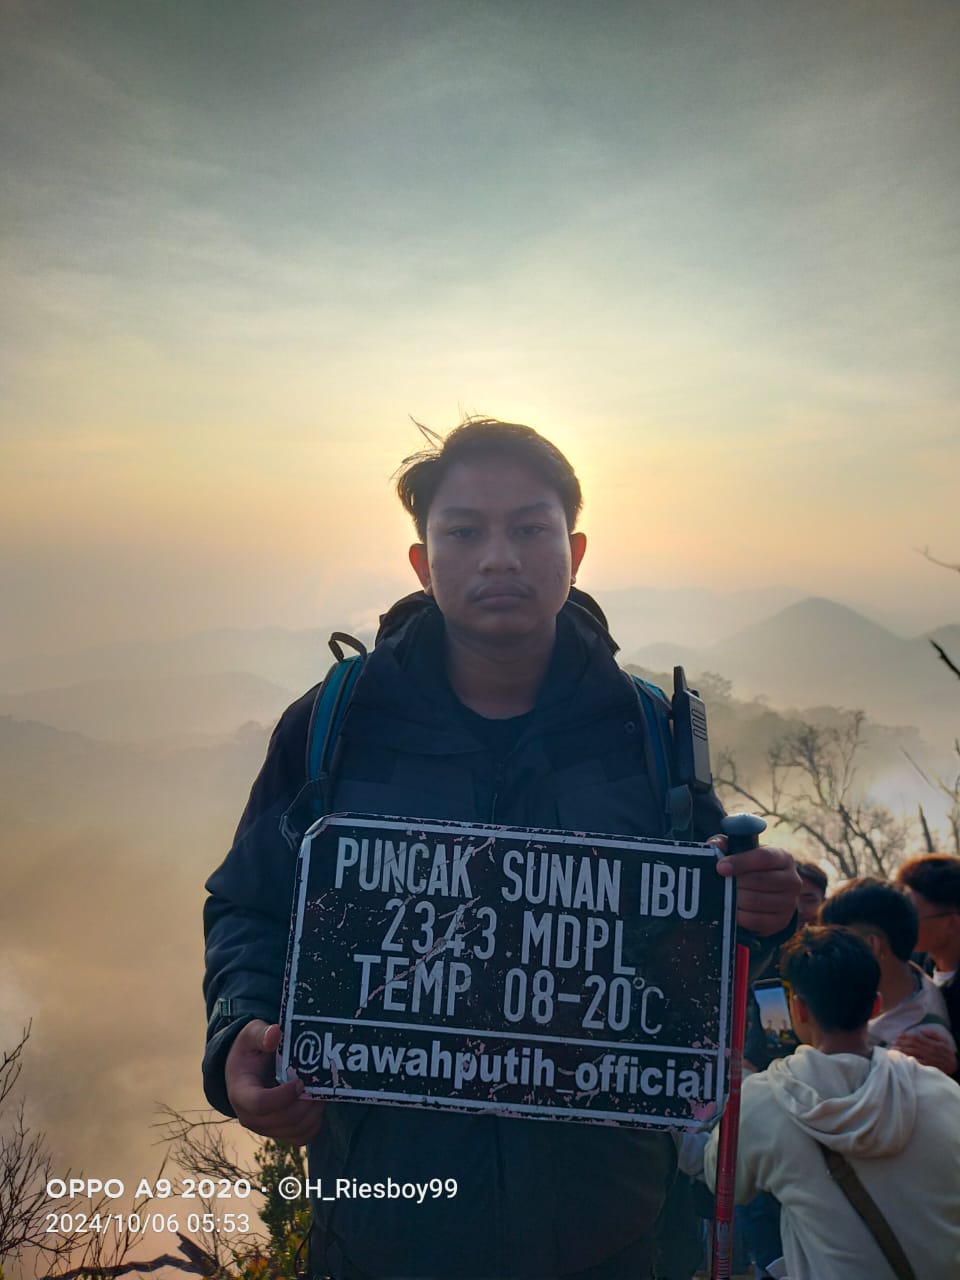 PUNCAK SUNAN IBU
2343 MDPL
TEMP 08-20°C
@kawahputih_official
OPPO A9 2020 · ©H_Riesboy99
2024/10/06 05:53